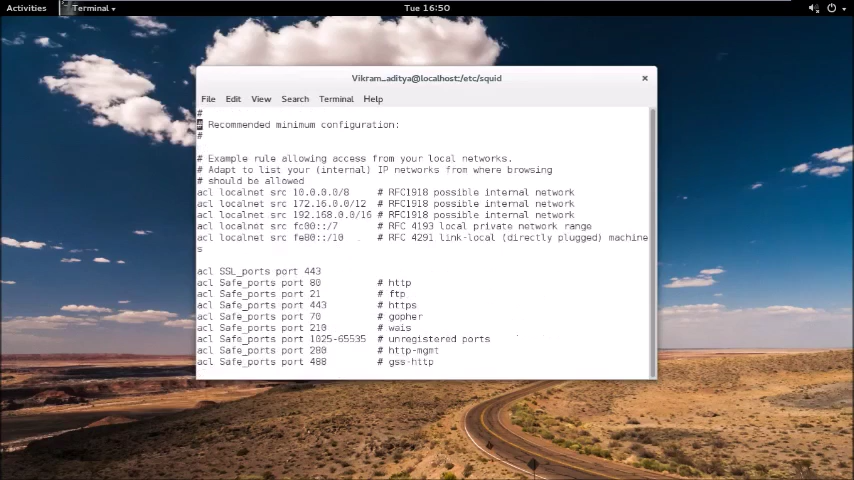 Activities
Terminal
Tue 16:50
Vikram_aditya@localhost:/etc/squid
File Edit View Search Terminal Help
#
# Recommended minimum configuration:
#
# Example rule allowing access from your local networks.
# Adapt to list your (internal) IP networks from where browsing
# should be allowed
acl localnet src 10.0.0.0/8 # RFC1918 possible internal network
acl localnet src 172.16.0.0/12 # RFC1918 possible internal network
acl localnet src 192.168.0.0/16 # RFC1918 possible internal network
acl localnet src fc00::/7 # RFC 4193 local private network range
acl localnet src fe80::/10 # RFC 4291 link-local (directly plugged) machine
s
acl SSL_ports port 443
acl Safe_ports port 80 # http
acl Safe_ports port 21 # ftp
acl Safe_ports port 443 # https
acl Safe_ports port 70 # gopher
acl Safe_ports port 210 # wais
acl Safe_ports port 1025-65535 # unregistered ports
acl Safe_ports port 280 # http-mgmt
acl Safe_ports port 488 # gss-http